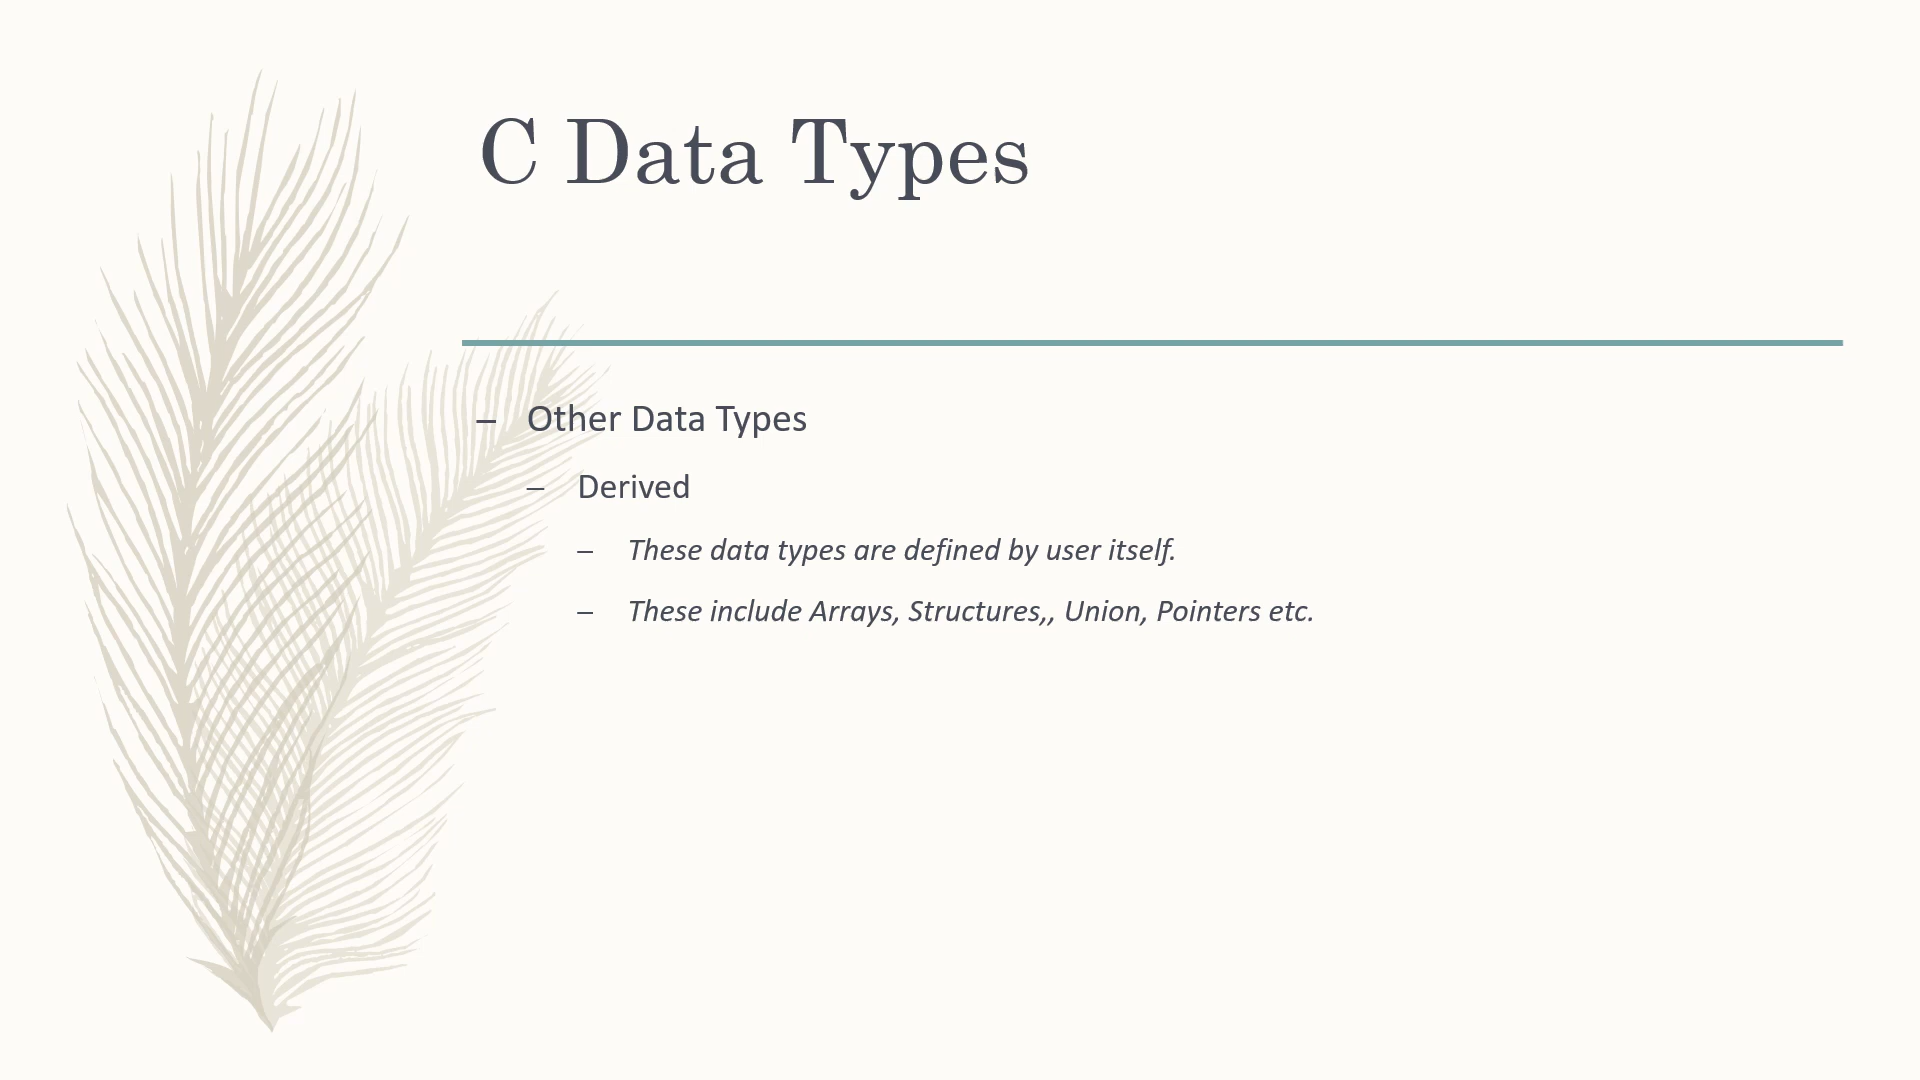 C Data Types
– Other Data Types
– Derived
– These data types are defined by user itself.
– These include Arrays, Structures,, Union, Pointers etc.